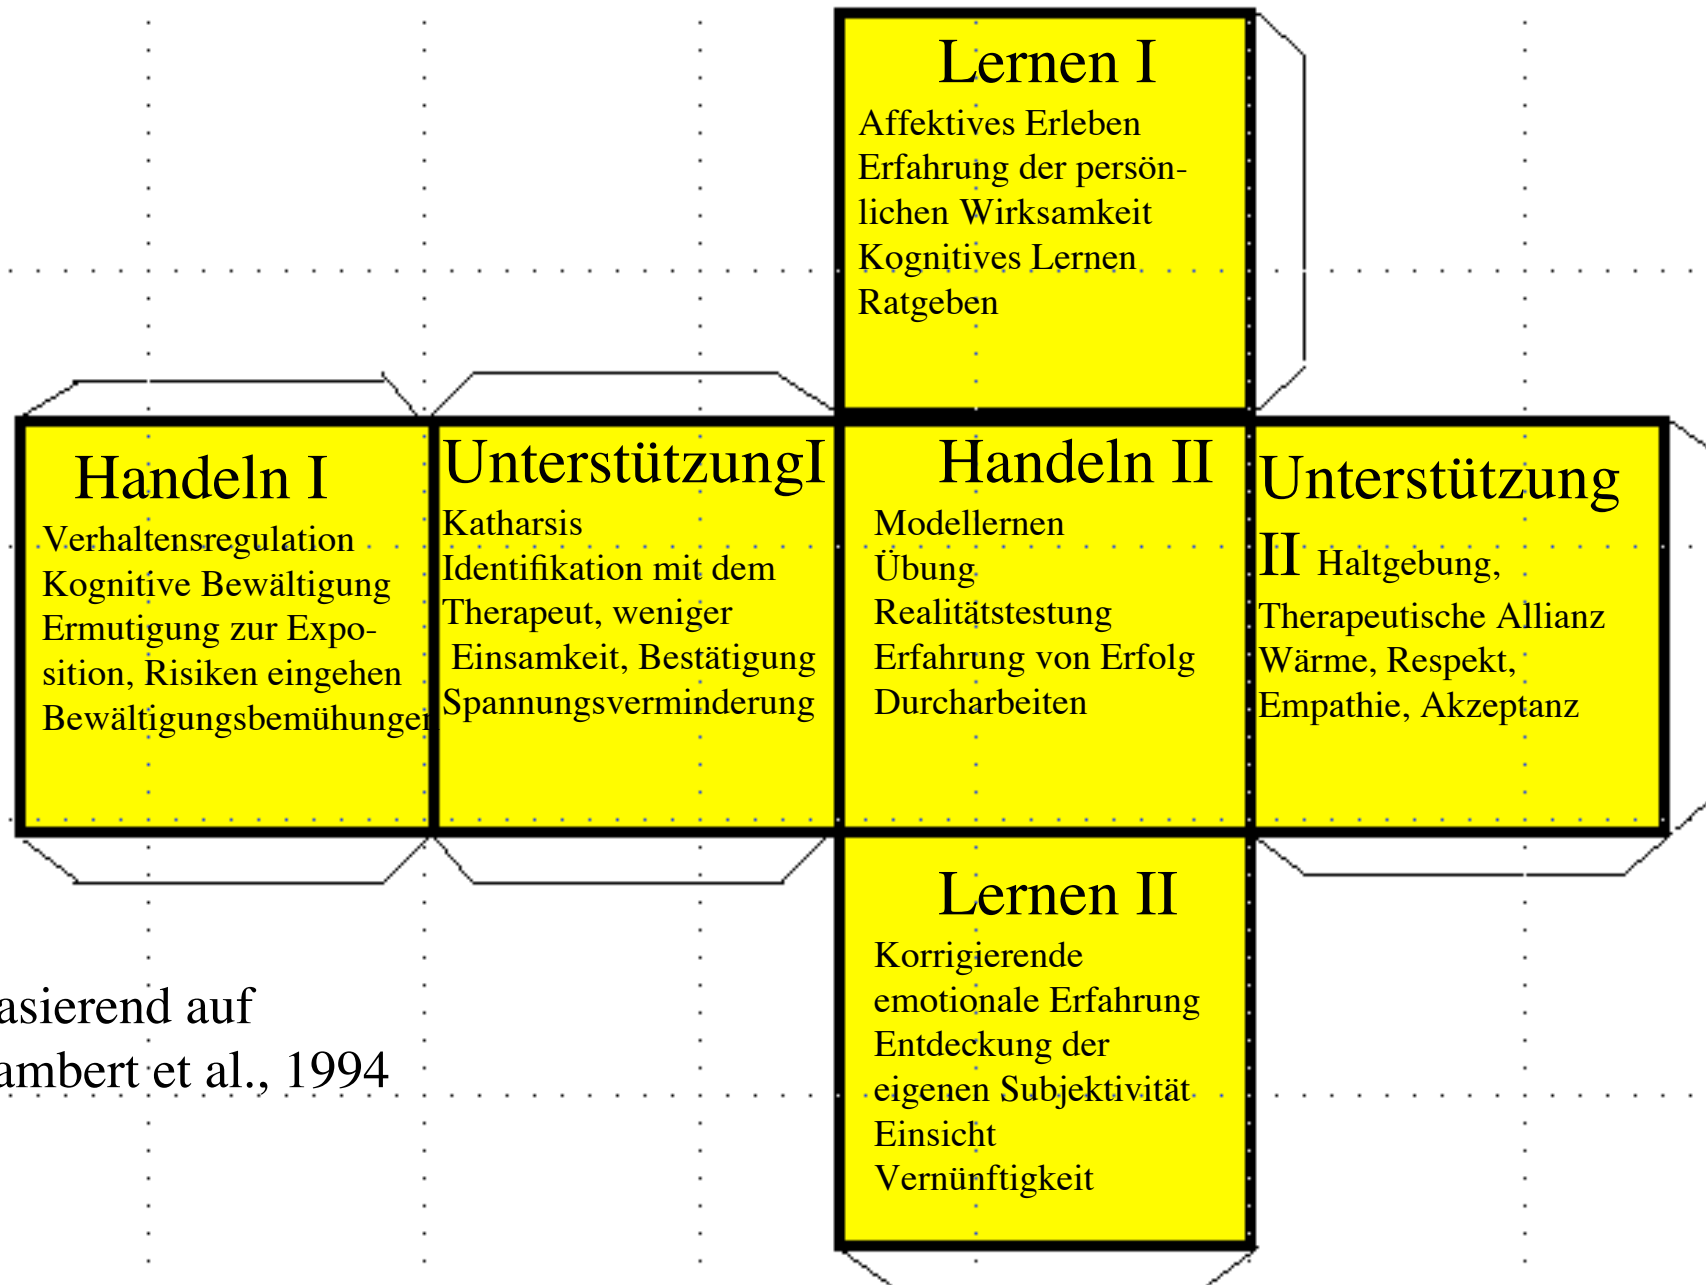 Lernen I
Affektives Erleben
Erfahrung der persön-
lichen Wirksamkeit
Kognitives Lernen
Ratgeben
Handeln I
Verhaltensregulation
Kognitive Bewältigung
Ermutigung zur Expo-
sition, Risiken eingehen
Bewältigungsbemühungen
UnterstützungI
Katharsis
Identifikation mit dem
Therapeut, weniger
Einsamkeit, Bestätigung
Spannungsverminderung
Handeln II
Modellernen
Übung
Realitätstestung
Erfahrung von Erfolg
Durcharbeiten
Unterstützung
II Haltgebung,
Therapeutische Allianz
Wärme, Respekt,
Empathie, Akzeptanz
Lernen II
Korrigierende
emotionale Erfahrung
Entdeckung der
eigenen Subjektivität
Einsicht
Vernünftigkeit
asierend auf
ambert et al., 1994